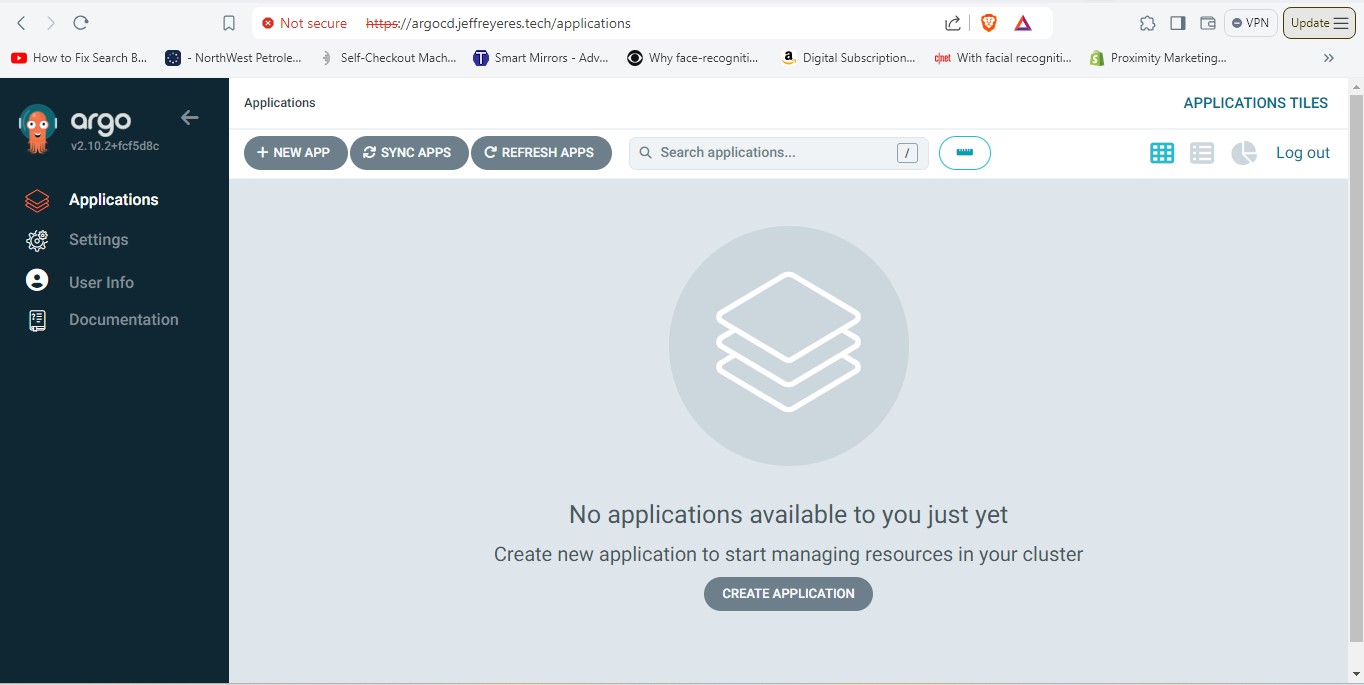 Not secure https://argocd.jeffreyeres.tech/applications VPN Update
How to Fix Search B... - NorthWest Petrole... Self-Checkout Mach... Smart Mirrors - Adv... Why face-recogniti... Digital Subscription... c|net With facial recogniti... Proximity Marketing... »
argo
v2.10.2+fcf5d8c
Applications
Settings
User Info
Documentation
Applications APPLICATIONS TILES
+ NEW APP SYNC APPS REFRESH APPS Search applications... / Log out
No applications available to you just yet
Create new application to start managing resources in your cluster
CREATE APPLICATION